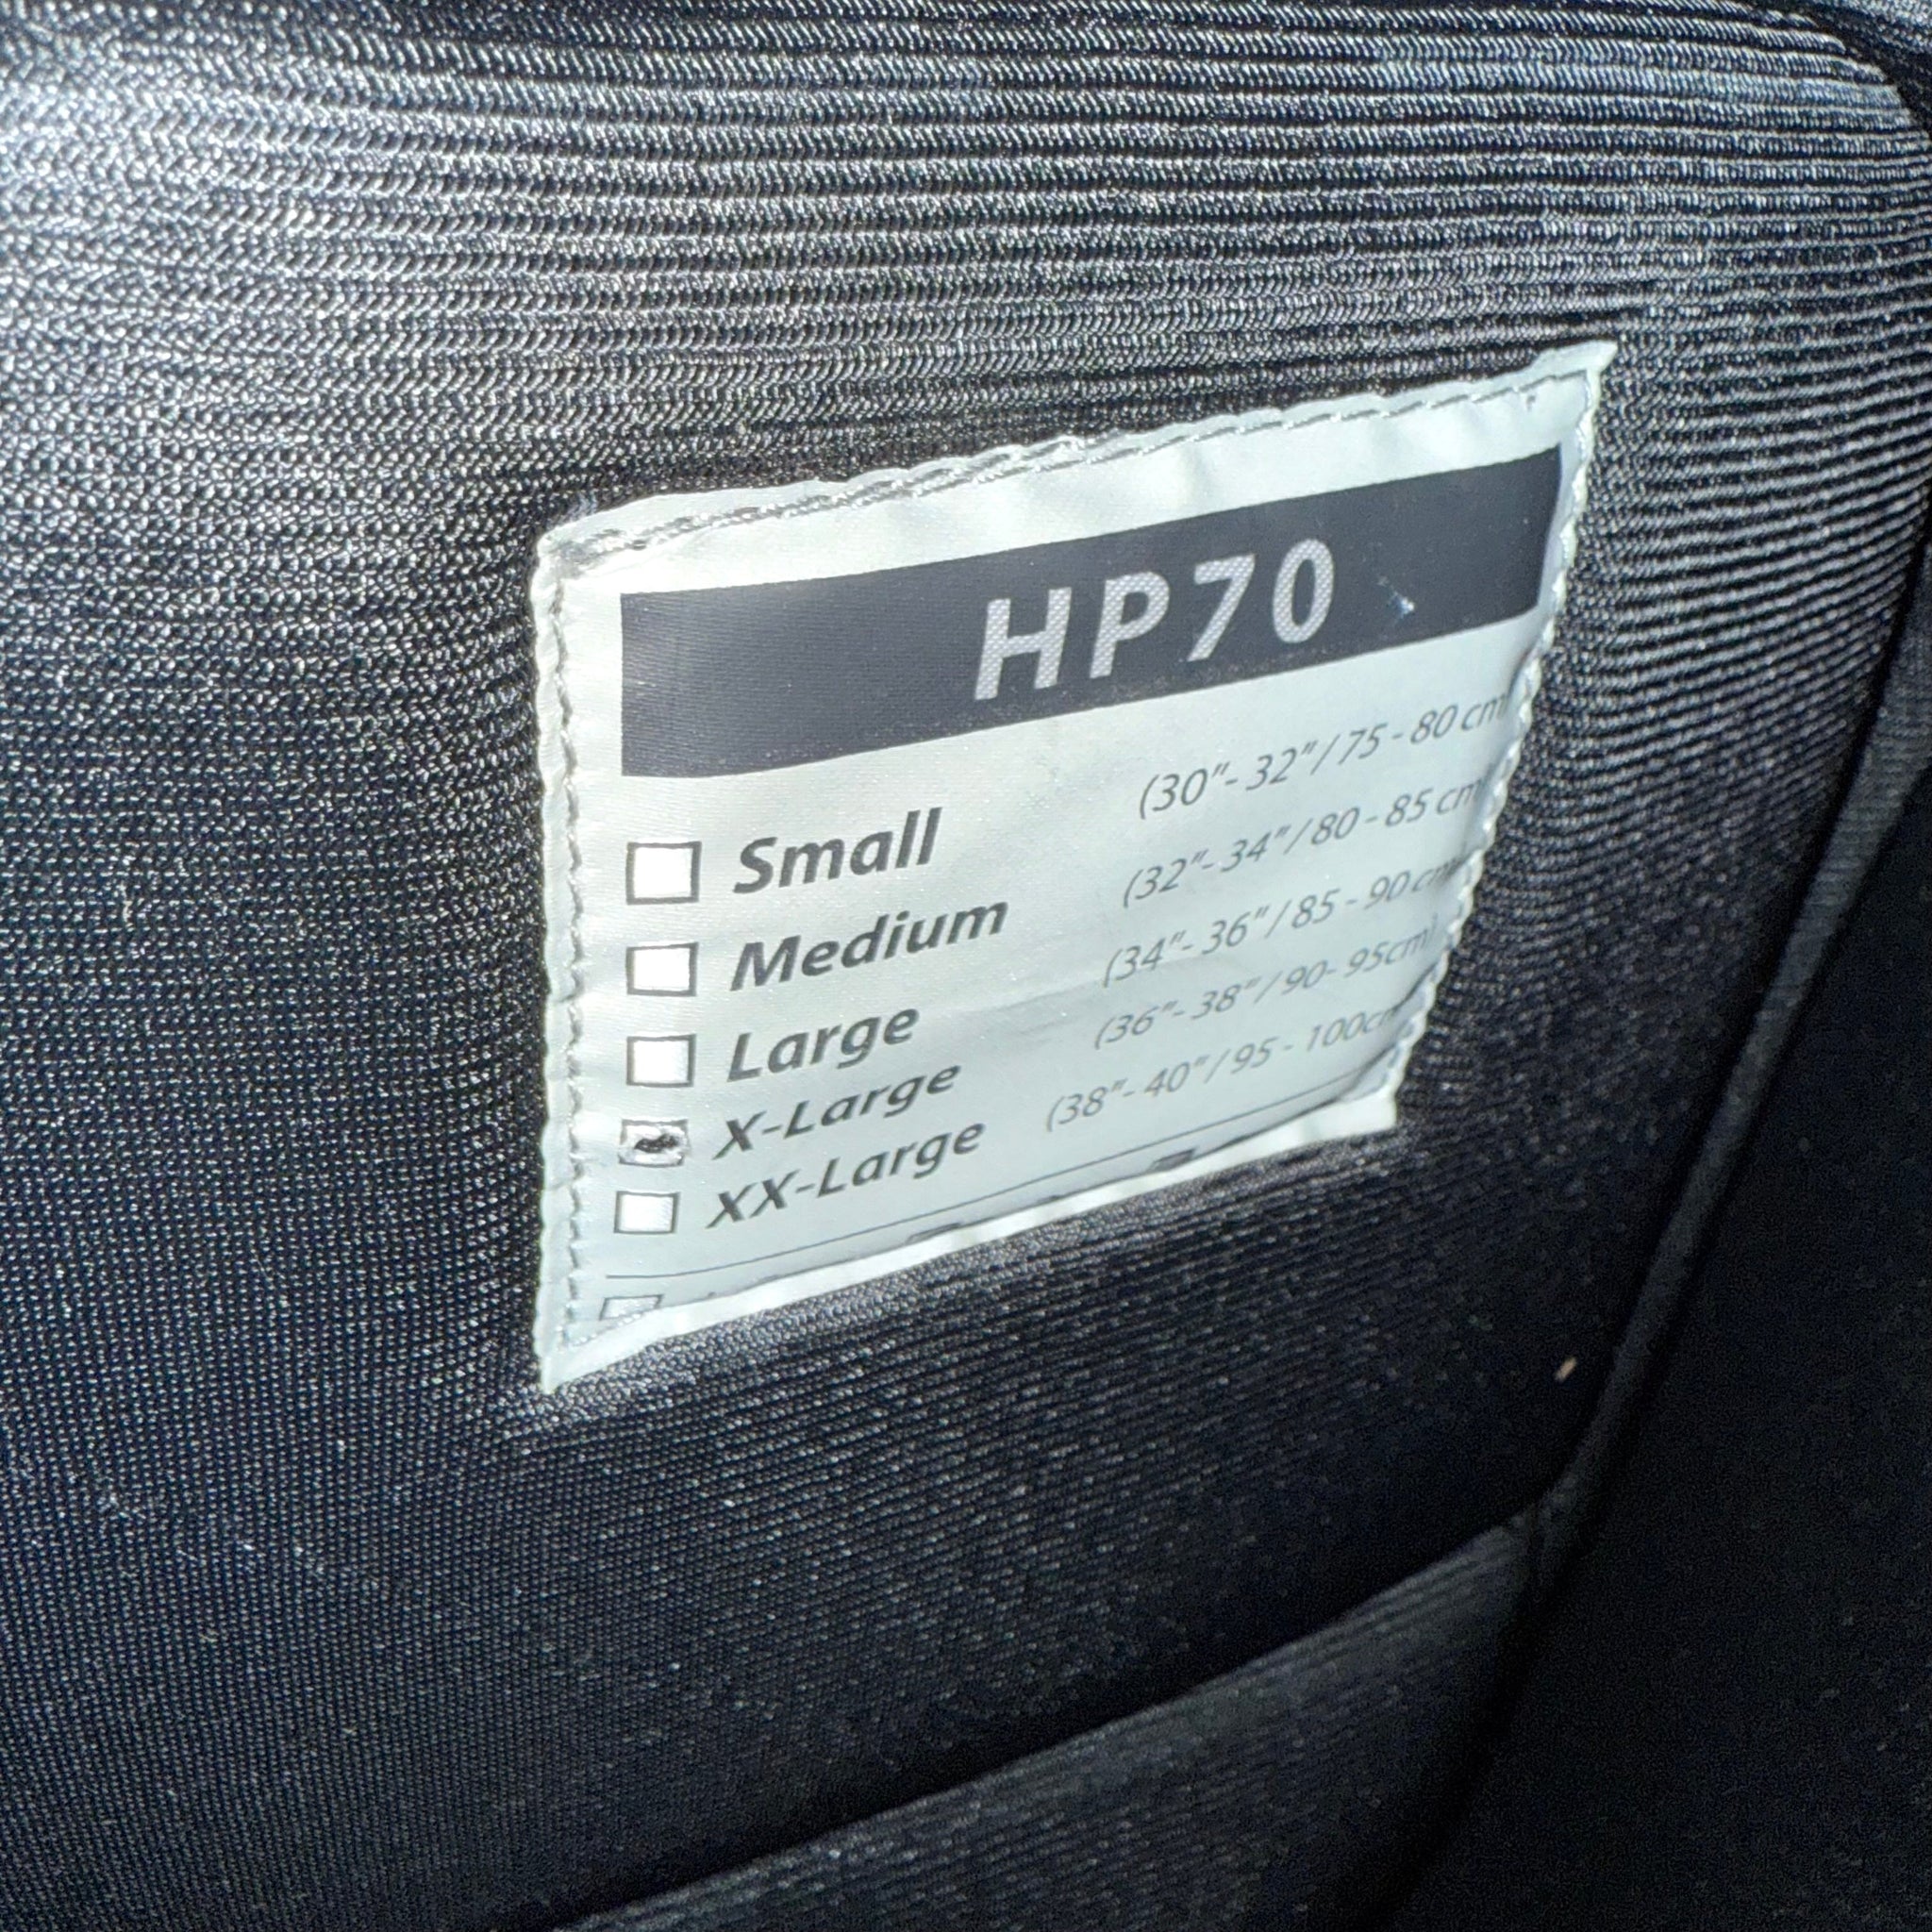 HP70
Small (30"- 32"/ 75 - 80 cm)
Medium (32"- 34"/ 80 - 85 cm
Large (34"- 36"/ 85 - 90 cm
X-Large (36"- 38"/ 90- 95cm)
XX-Large (38"- 40"/ 95 - 100cm